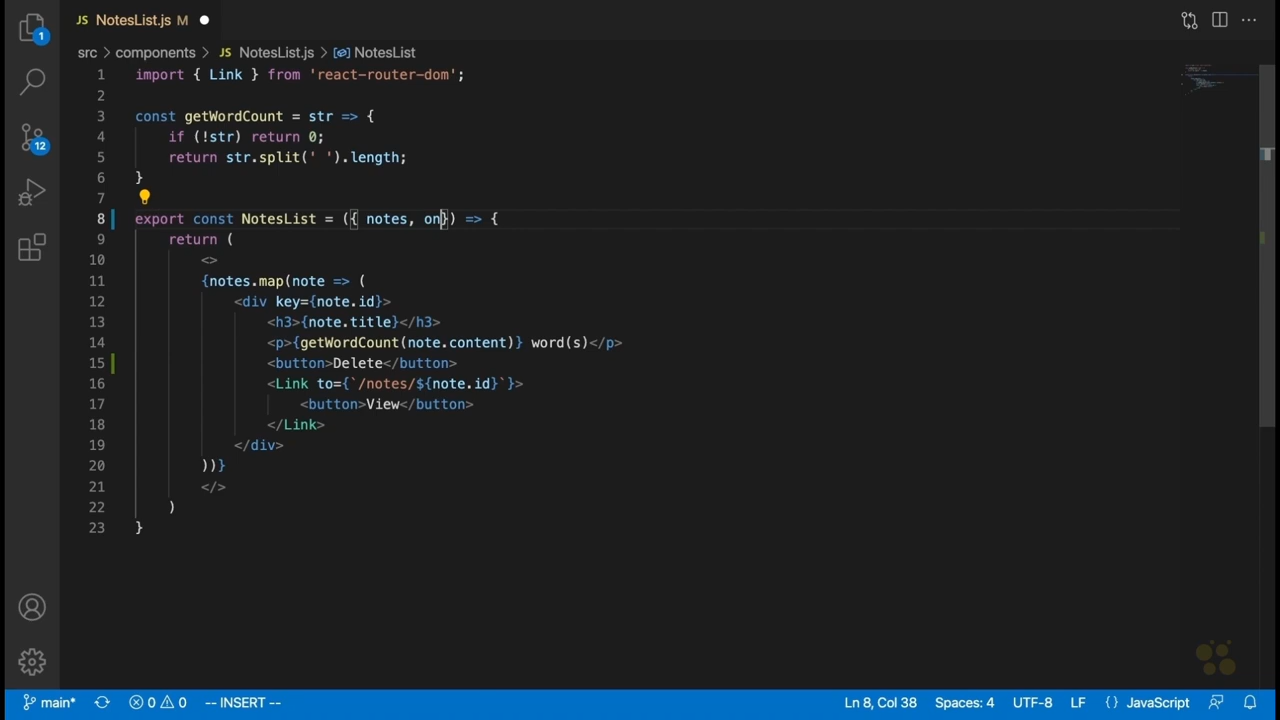 JS NotesList.js M
1
src > components > JS NotesList.js > NotesList
1 import { Link } from 'react-router-dom';
2
3 const getWordCount = str => {
4     if (!str) return 0;
5     return str.split(' ').length;
6 }
7
8 export const NotesList = ({ notes, on}) => {
9     return (
10         <>
11         {notes.map(note => (
12             <div key={note.id}>
13                 <h3>{note.title}</h3>
14                 <p>{getWordCount(note.content)} word(s)</p>
15                 <button>Delete</button>
16                 <Link to={`/notes/${note.id}`}>
17                     <button>View</button>
18                 </Link>
19             </div>
20         ))}
21         </>
22     )
23 }
12
main* 0 0 -- INSERT -- Ln 8, Col 38 Spaces: 4 UTF-8 LF {} JavaScript